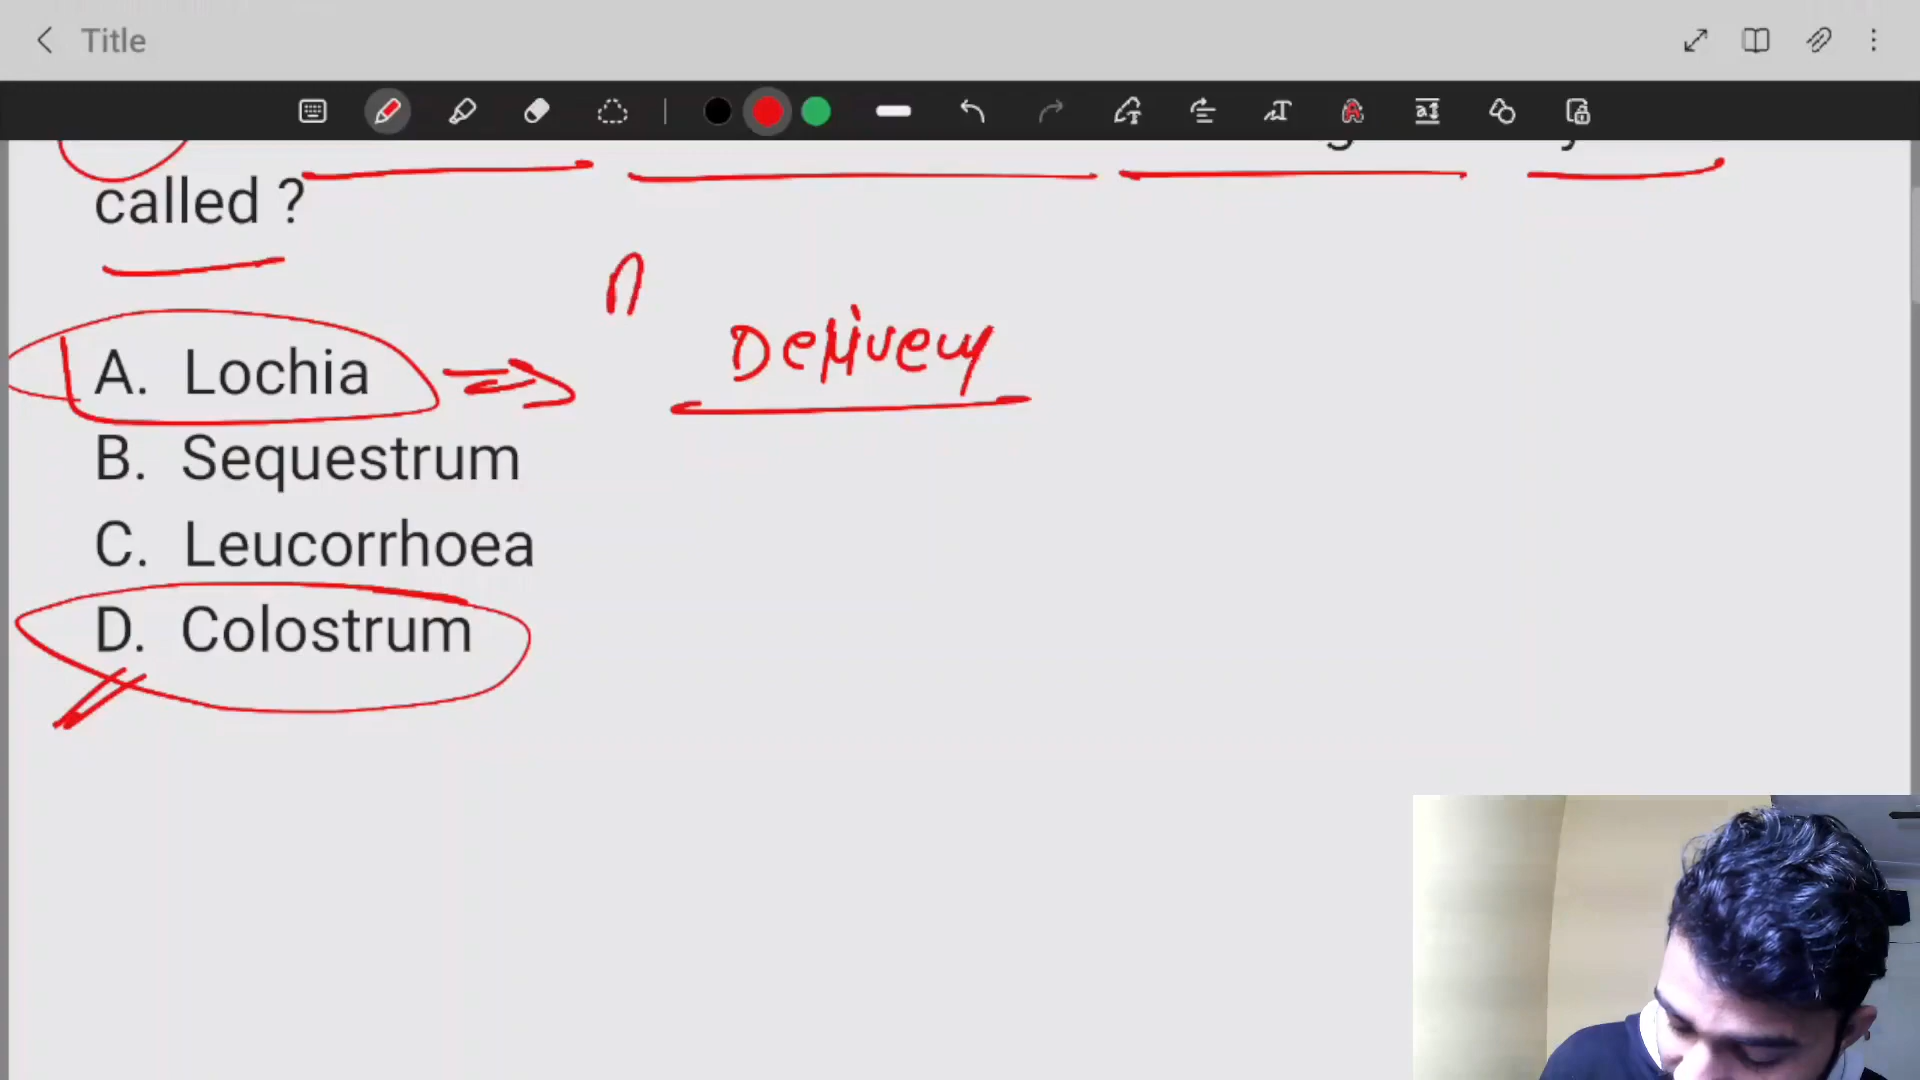 Title
called ?
Delivery
A. Lochia
B. Sequestrum
C. Leucorrhoea
D. Colostrum